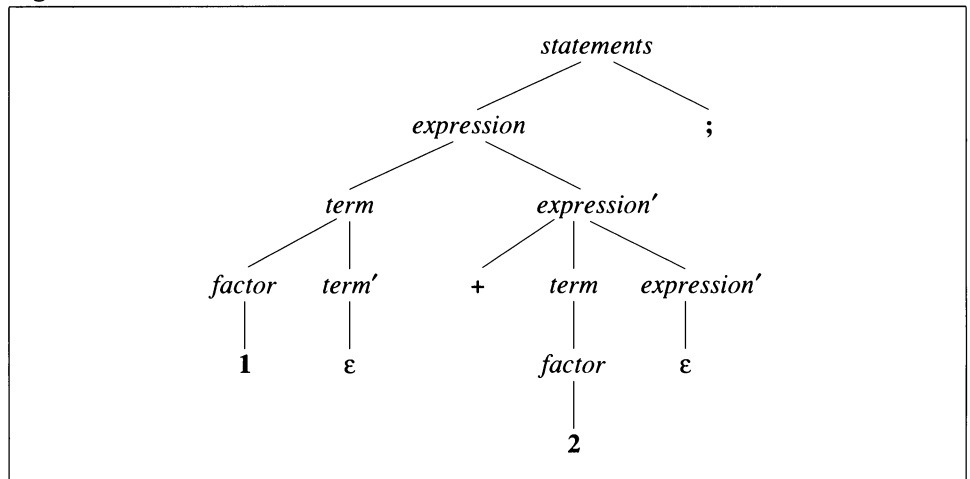 statements
expression ;
term expression′
factor term′ + term expression′
1 ε factor ε
2